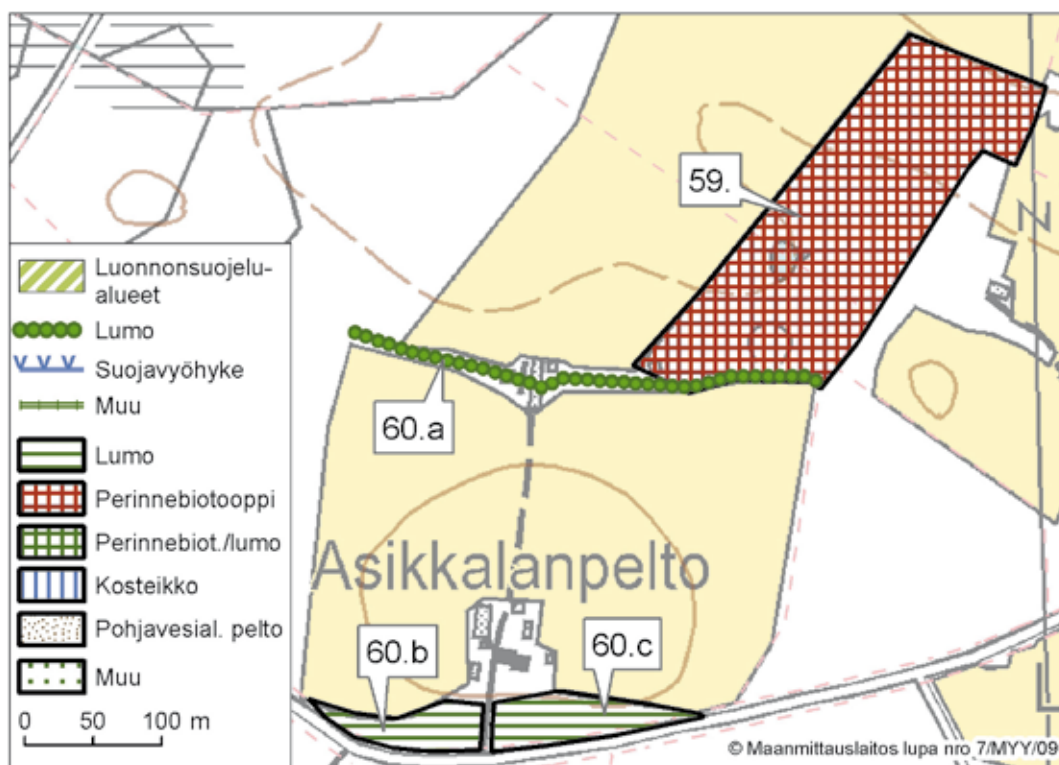 59.
Luonnonsuojelu-
alueet
Lumo
Suojavyöhyke
Muu
Lumo
Perinnebiotooppi
Perinnebiot./lumo
Kosteikko
Pohjavesial. pelto
Muu
0 50 100 m
60.a
Asikkalanpelto
60.b
60.c
© Maanmittauslaitos lupa nro 7/MYY/09